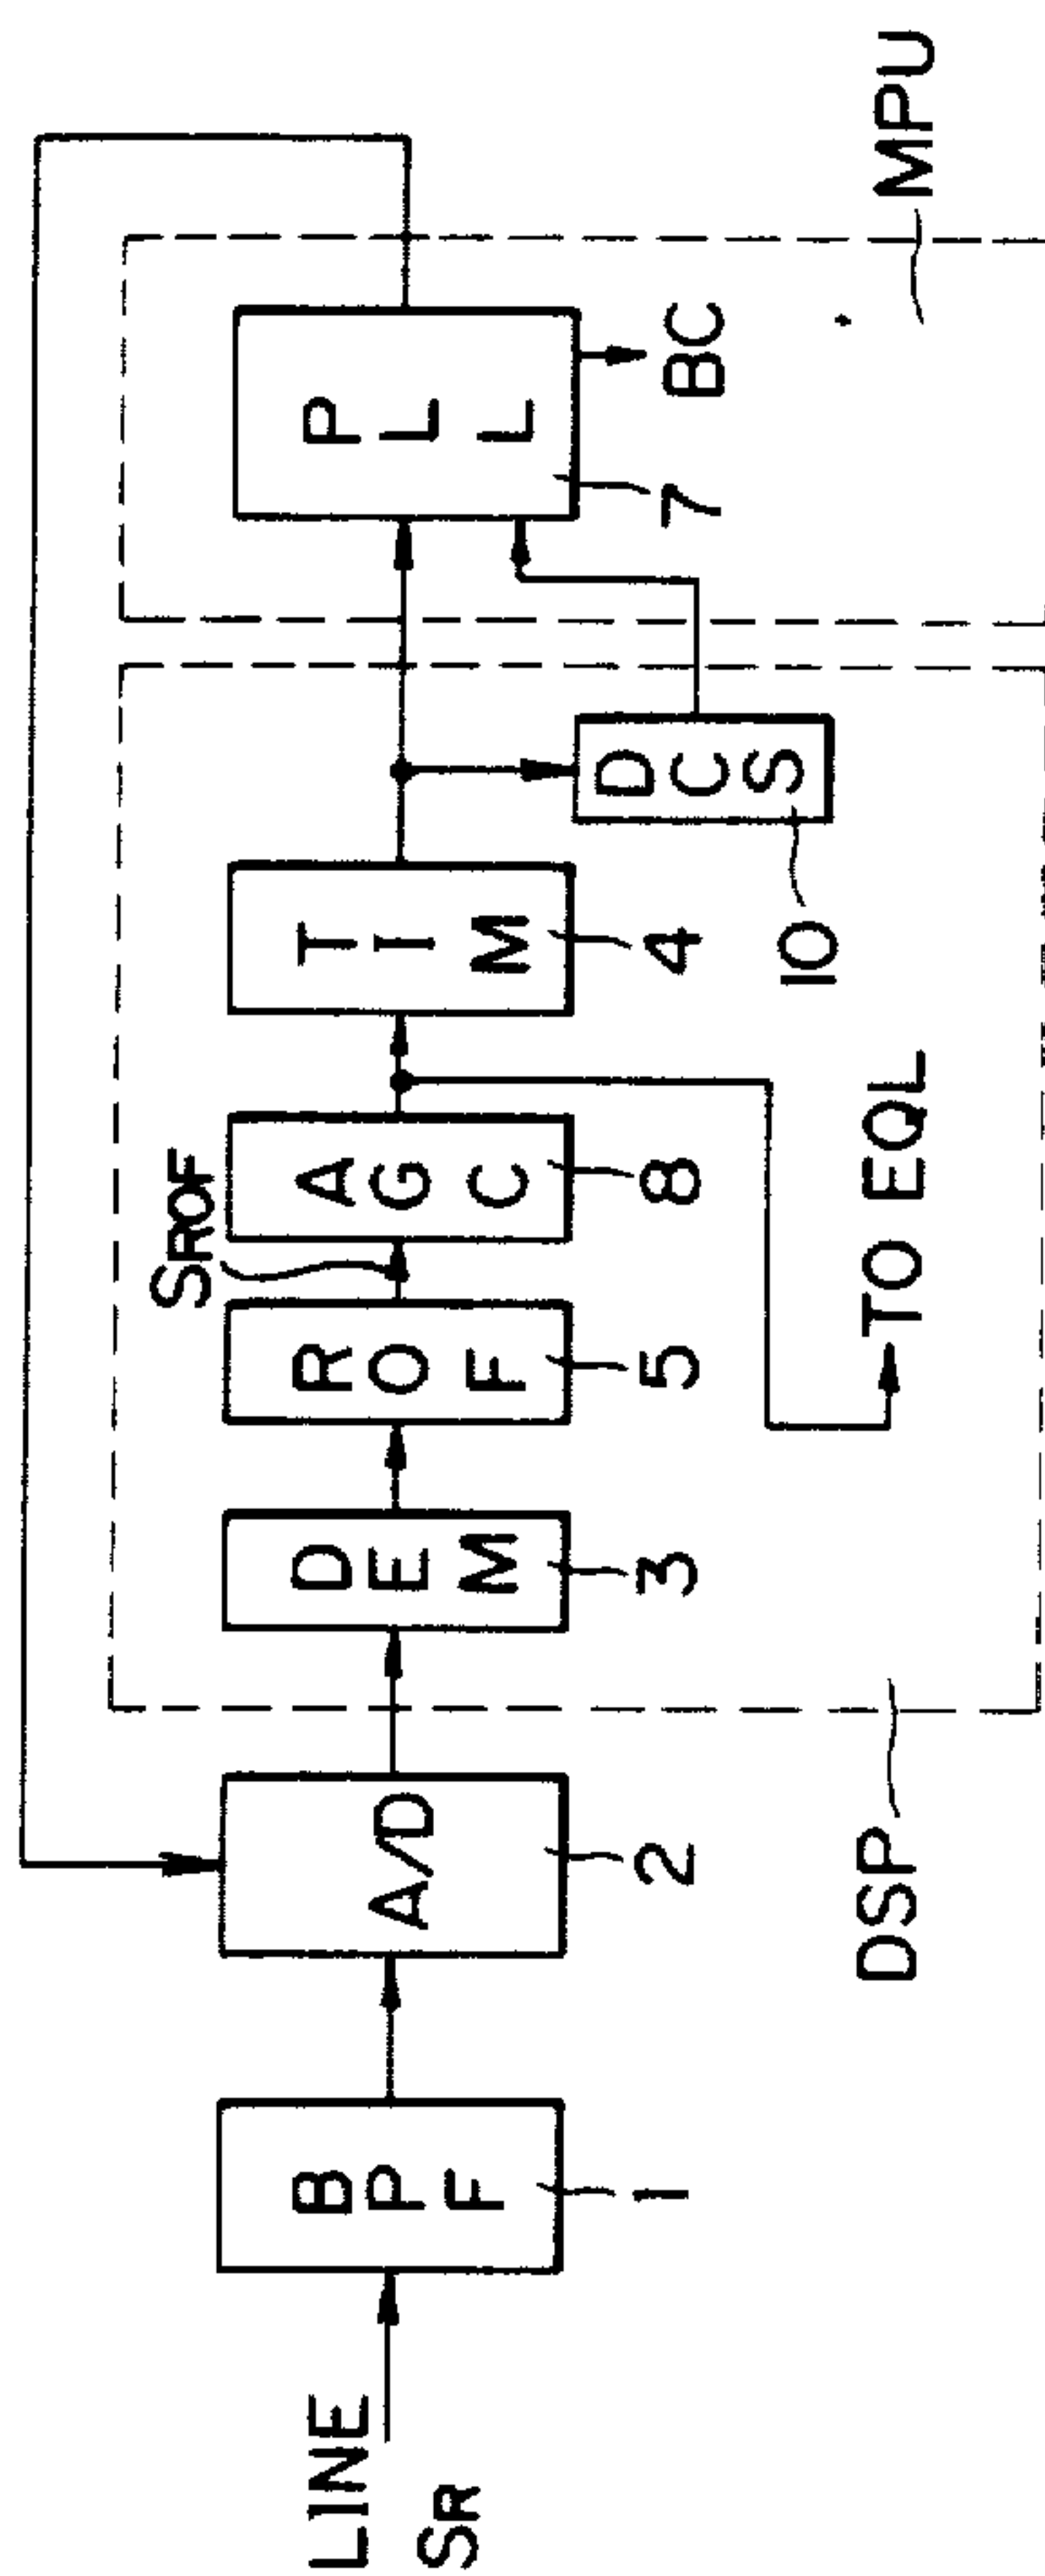 LINE
SR
BPF
1
A/D
2
DEM
3
ROF
5
SROF
AGC
8
TO EQL
TIM
4
DCS
10
PLL
7
BC
DSP
MPU